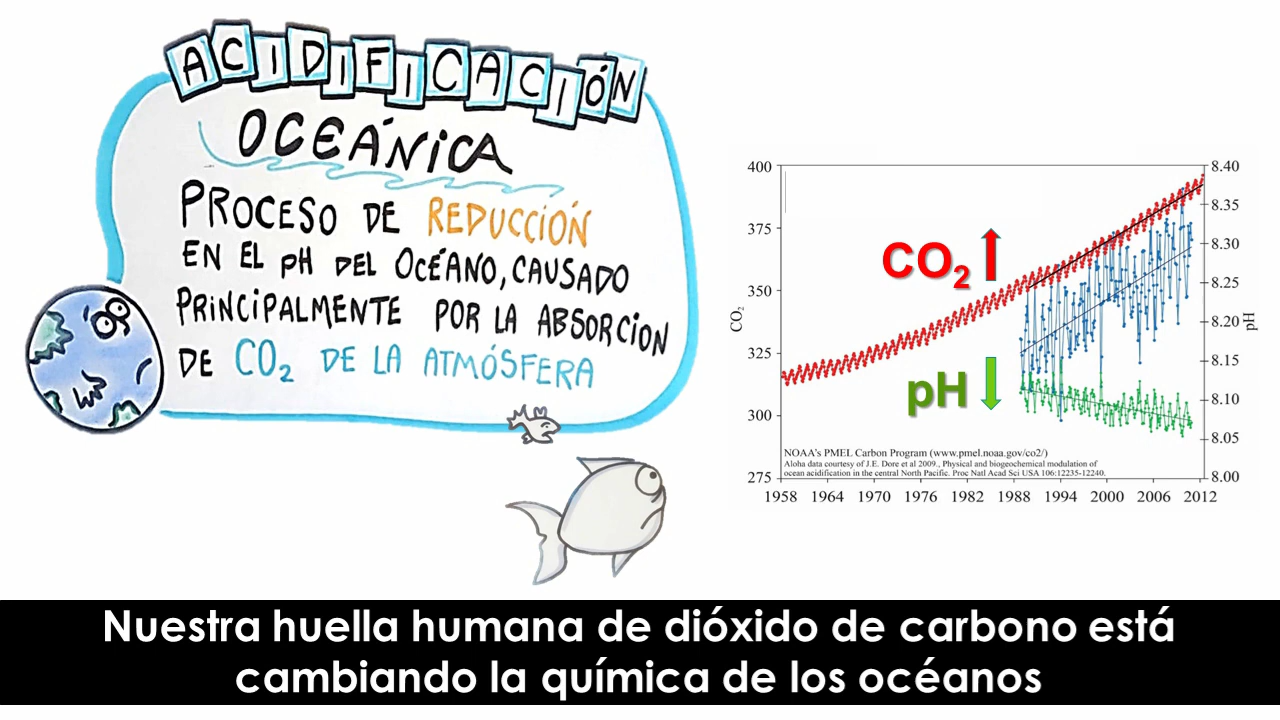 ACIDIFICACIÓN
OCEÁNICA
PROCESO DE REDUCCIÓN
EN EL pH DEL OCÉANO, CAUSADO
PRINCIPALMENTE POR LA ABSORCION
DE CO₂ DE LA ATMÓSFERA
400
375
350
325
300
275
CO₂
CO₂
pH
8.40
8.35
8.30
8.25
8.20
8.15
8.10
8.05
8.00
pH
NOAA's PMEL Carbon Program (www.pmel.noaa.gov/co2/)
Aloha data courtesy of J.E. Dore et al 2009., Physical and biogeochemical modulation of
ocean acidification in the central North Pacific. Proc Natl Acad Sci USA 106:12235-12240.
1958 1964 1970 1976 1982 1988 1994 2000 2006 2012
Nuestra huella humana de dióxido de carbono está
cambiando la química de los océanos